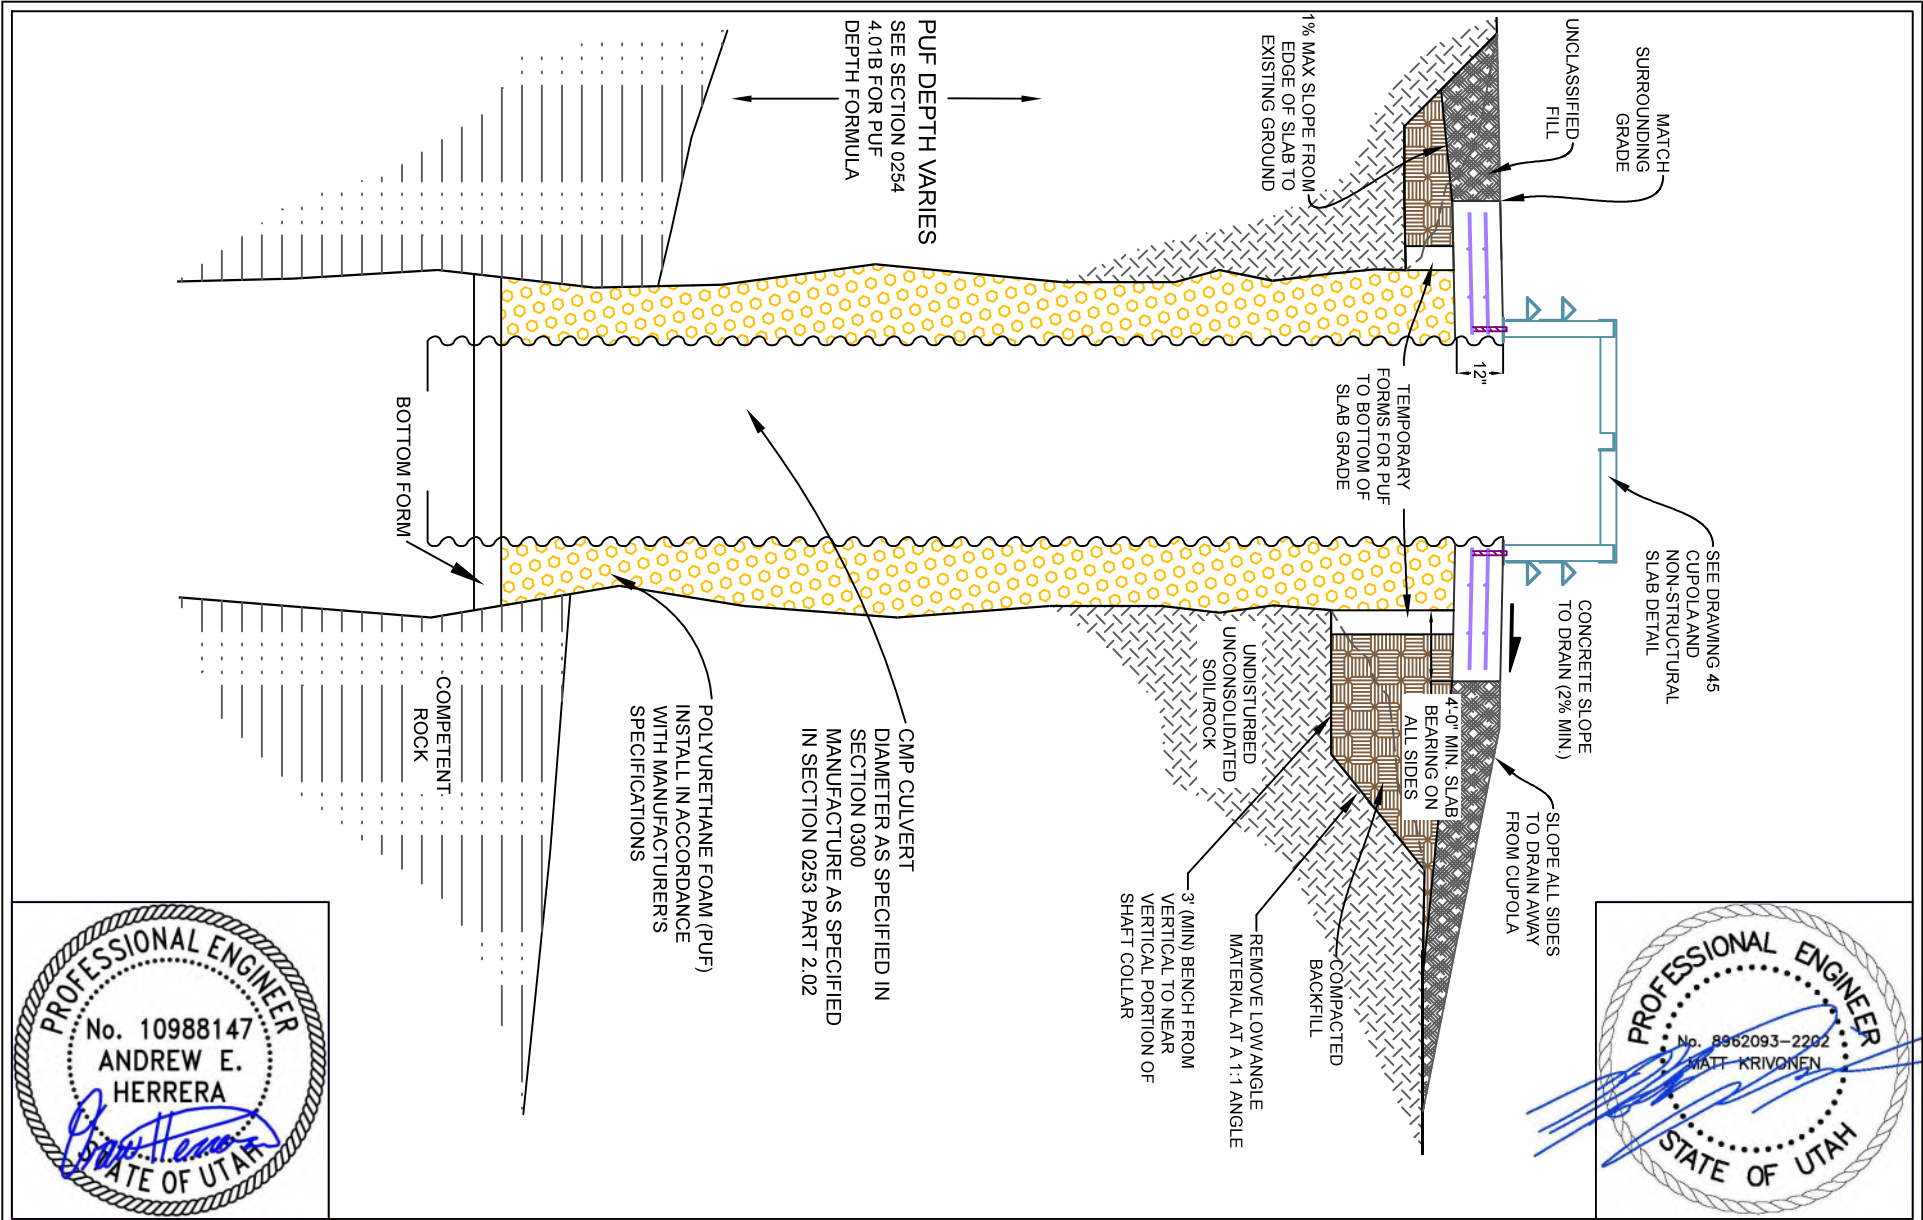 SEE DRAWING 45
CUPOLA AND
NON-STRUCTURAL
SLAB DETAIL
MATCH
SURROUNDING
GRADE
UNCLASSIFIED
FILL
1% MAX SLOPE FROM
EDGE OF SLAB TO
EXISTING GROUND
CONCRETE SLOPE
TO DRAIN (2% MIN.)
SLOPE ALL SIDES
TO DRAIN AWAY
FROM CUPOLA
12"
TEMPORARY
FORMS FOR PUF
TO BOTTOM OF
SLAB GRADE
4'-0" MIN. SLAB
BEARING ON
ALL SIDES
UNDISTURBED
UNCONSOLIDATED
SOIL/ROCK
COMPACTED
BACKFILL
REMOVE LOW ANGLE
MATERIAL AT A 1:1 ANGLE
3' (MIN) BENCH FROM
VERTICAL TO NEAR
VERTICAL PORTION OF
SHAFT COLLAR
PUF DEPTH VARIES
SEE SECTION 0254
4.01B FOR PUF
DEPTH FORMULA
CMP CULVERT
DIAMETER AS SPECIFIED IN
SECTION 0300
MANUFACTURE AS SPECIFIED
IN SECTION 0253 PART 2.02
POLYURETHANE FOAM (PUF)
INSTALL IN ACCORDANCE
WITH MANUFACTURER'S
SPECIFICATIONS
COMPETENT
ROCK
BOTTOM FORM
PROFESSIONAL ENGINEER
No. 10988147
ANDREW E.
HERRERA
STATE OF UTAH
PROFESSIONAL ENGINEER
No. 8962093-2202
MATT KRIVONEN
STATE OF UTAH